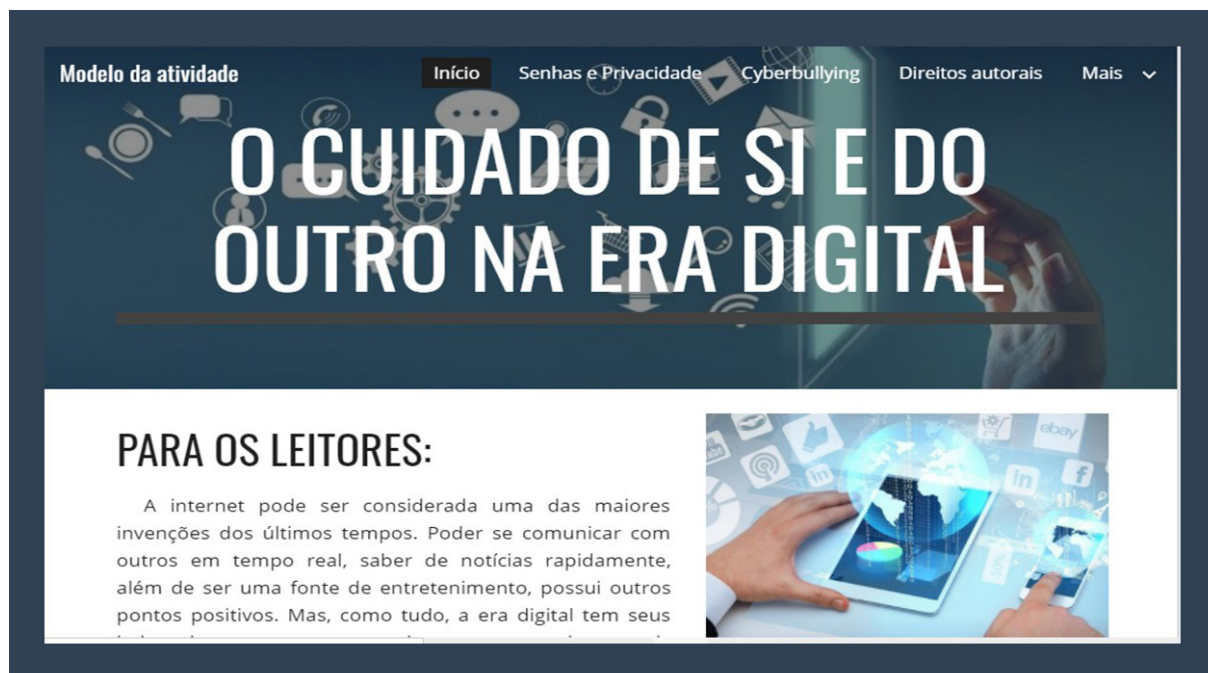 Modelo da atividade
Início Senhas e Privacidade Cyberbullying Direitos autorais Mais
O CUIDADO DE SI E DO
OUTRO NA ERA DIGITAL
PARA OS LEITORES:
A internet pode ser considerada uma das maiores
invenções dos últimos tempos. Poder se comunicar com
outros em tempo real, saber de notícias rapidamente,
além de ser uma fonte de entretenimento, possui outros
pontos positivos. Mas, como tudo, a era digital tem seus
ebay
in
in
f